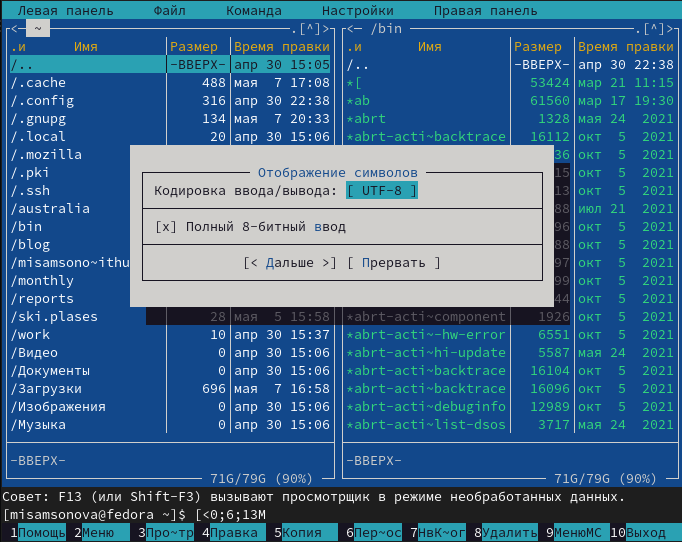 Левая панель Файл Команда Настройки Правая панель
<— ~ .[^]> <— /bin .[^]>
.и Имя Размер Время правки .и Имя Размер Время правки
/.. -ВВЕРХ- апр 30 15:05 /.. -ВВЕРХ- апр 30 22:38
/.cache 488 мая 7 17:08 *[ 53424 мар 21 11:15
/.config 316 апр 30 22:38 *ab 61560 мар 17 19:30
/.gnupg 134 мая 7 20:33 *abrt 1328 мая 24 2021
/.local 20 апр 30 15:06 *abrt-acti~backtrace 16112 окт 5 2021
/.mozilla 36 окт 5 2021
/.pki Отображение символов 15 окт 5 2021
/.ssh Кодировка ввода/вывода: [ UTF-8 ] 13 окт 5 2021
/australia 88 июл 21 2021
/bin [x] Полный 8-битный ввод 96 окт 5 2021
/blog 88 окт 5 2021
/misamsono~ithu [< Дальше >] [ Прервать ] 97 окт 5 2021
/monthly 99 окт 5 2021
/reports 44 окт 5 2021
/ski.plases 28 мая 5 15:58 *abrt-acti~component 1926 окт 5 2021
/work 10 апр 30 15:37 *abrt-acti~-hw-error 6551 окт 5 2021
/Видео 0 апр 30 15:06 *abrt-acti~hi-update 5587 мая 24 2021
/Документы 0 апр 30 15:06 *abrt-acti~backtrace 16104 окт 5 2021
/Загрузки 696 мая 7 16:58 *abrt-acti~backtrace 16096 окт 5 2021
/Изображения 0 апр 30 15:06 *abrt-acti~debuginfo 12989 окт 5 2021
/Музыка 0 апр 30 15:06 *abrt-acti~list-dsos 3717 мая 24 2021
-ВВЕРХ- -ВВЕРХ-
71G/79G (90%) 71G/79G (90%)
Совет: F13 (или Shift-F3) вызывают просмотрщик в режиме необработанных данных.
[misamsonova@fedora ~]$ [<0;6;13M
1Помощь 2Меню 3Про~тр 4Правка 5Копия 6Пер~ос 7НвК~ог 8Удалить 9МенюMC 10Выход